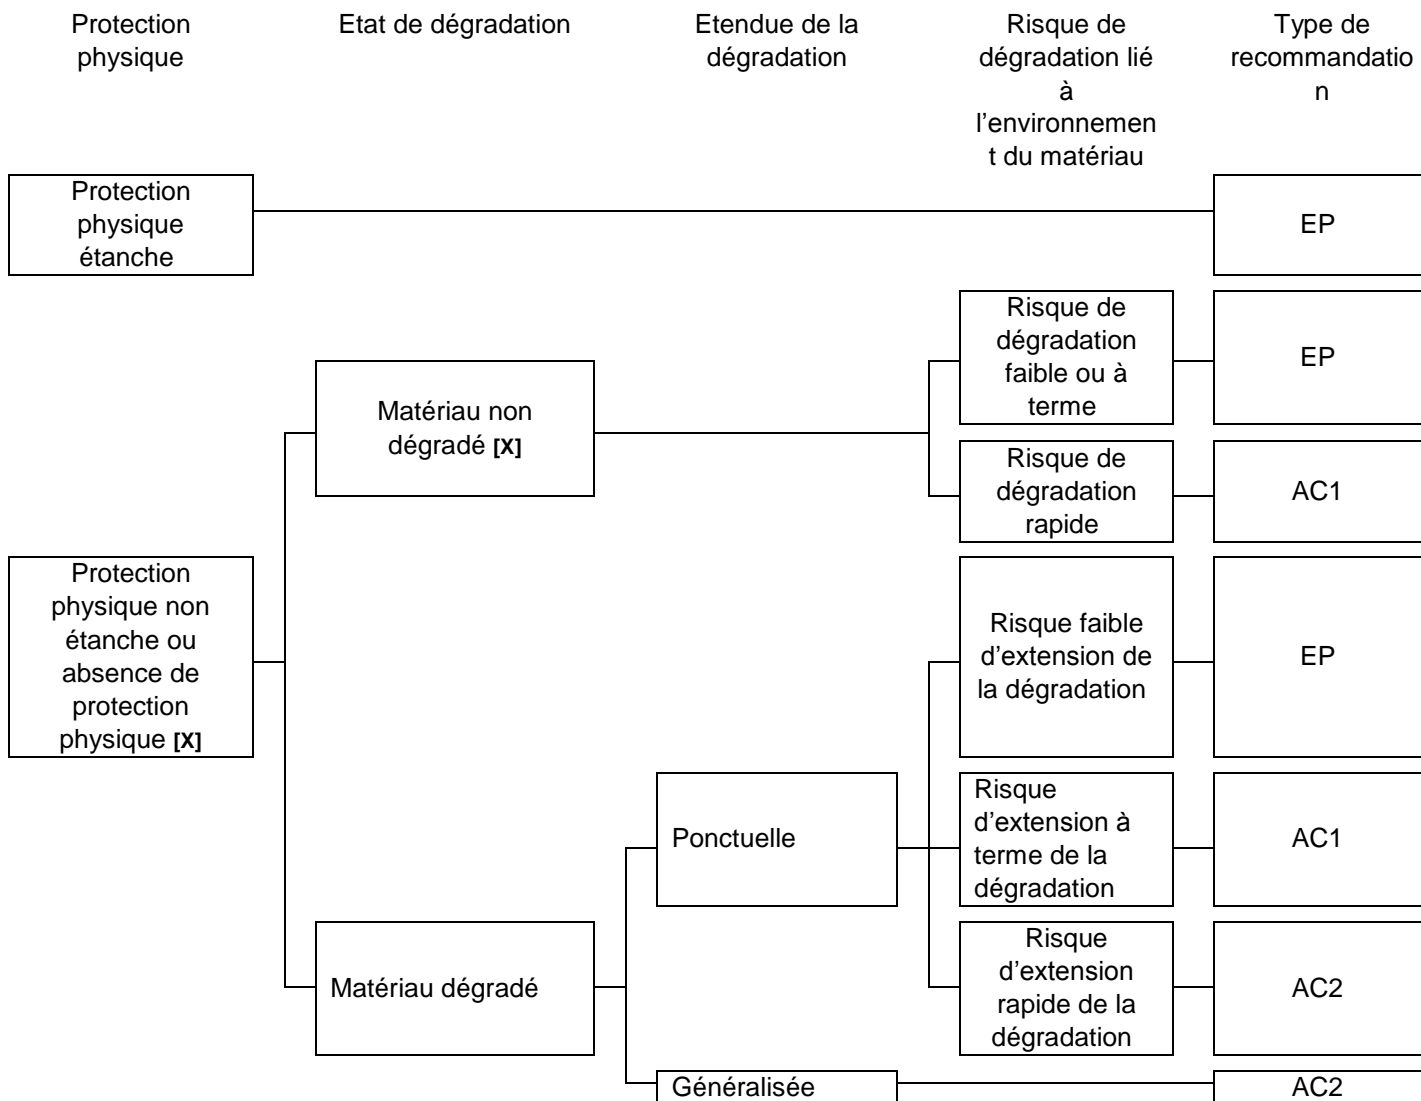 Protection
physique
Etat de dégradation
Etendue de la
dégradation
Risque de
dégradation lié
à
l’environnemen
t du matériau
Type de
recommandatio
n
Protection
physique
étanche
EP
Risque de
dégradation
faible ou à
terme
EP
Matériau non
dégradé [X]
Risque de
dégradation
rapide
AC1
Protection
physique non
étanche ou
absence de
protection
physique [X]
Risque faible
d’extension de
la dégradation
EP
Ponctuelle
Risque
d’extension à
terme de la
dégradation
AC1
Matériau dégradé
Risque
d’extension
rapide de la
dégradation
AC2
Généralisée
AC2